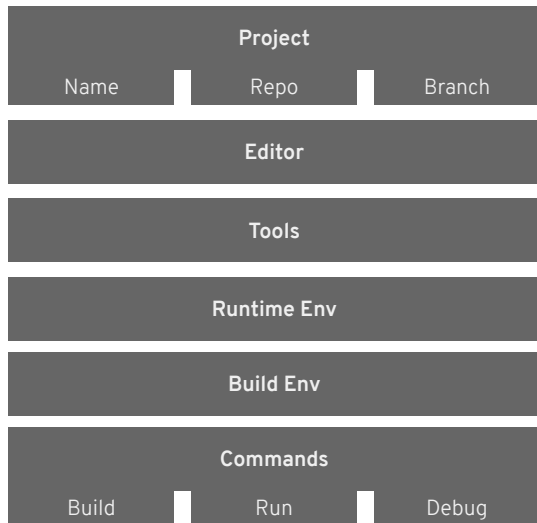 Project
Name Repo Branch
Editor
Tools
Runtime Env
Build Env
Commands
Build Run Debug